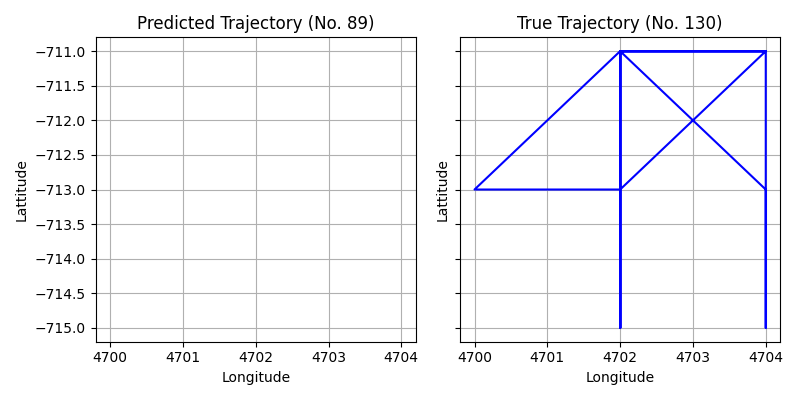 Predicted Trajectory (No. 89)
True Trajectory (No. 130)
−711.0
−711.5
−712.0
−712.5
−713.0
−713.5
−714.0
−714.5
−715.0
Lattitude
Lattitude
4700 4701 4702 4703 4704
4700 4701 4702 4703 4704
Longitude
Longitude